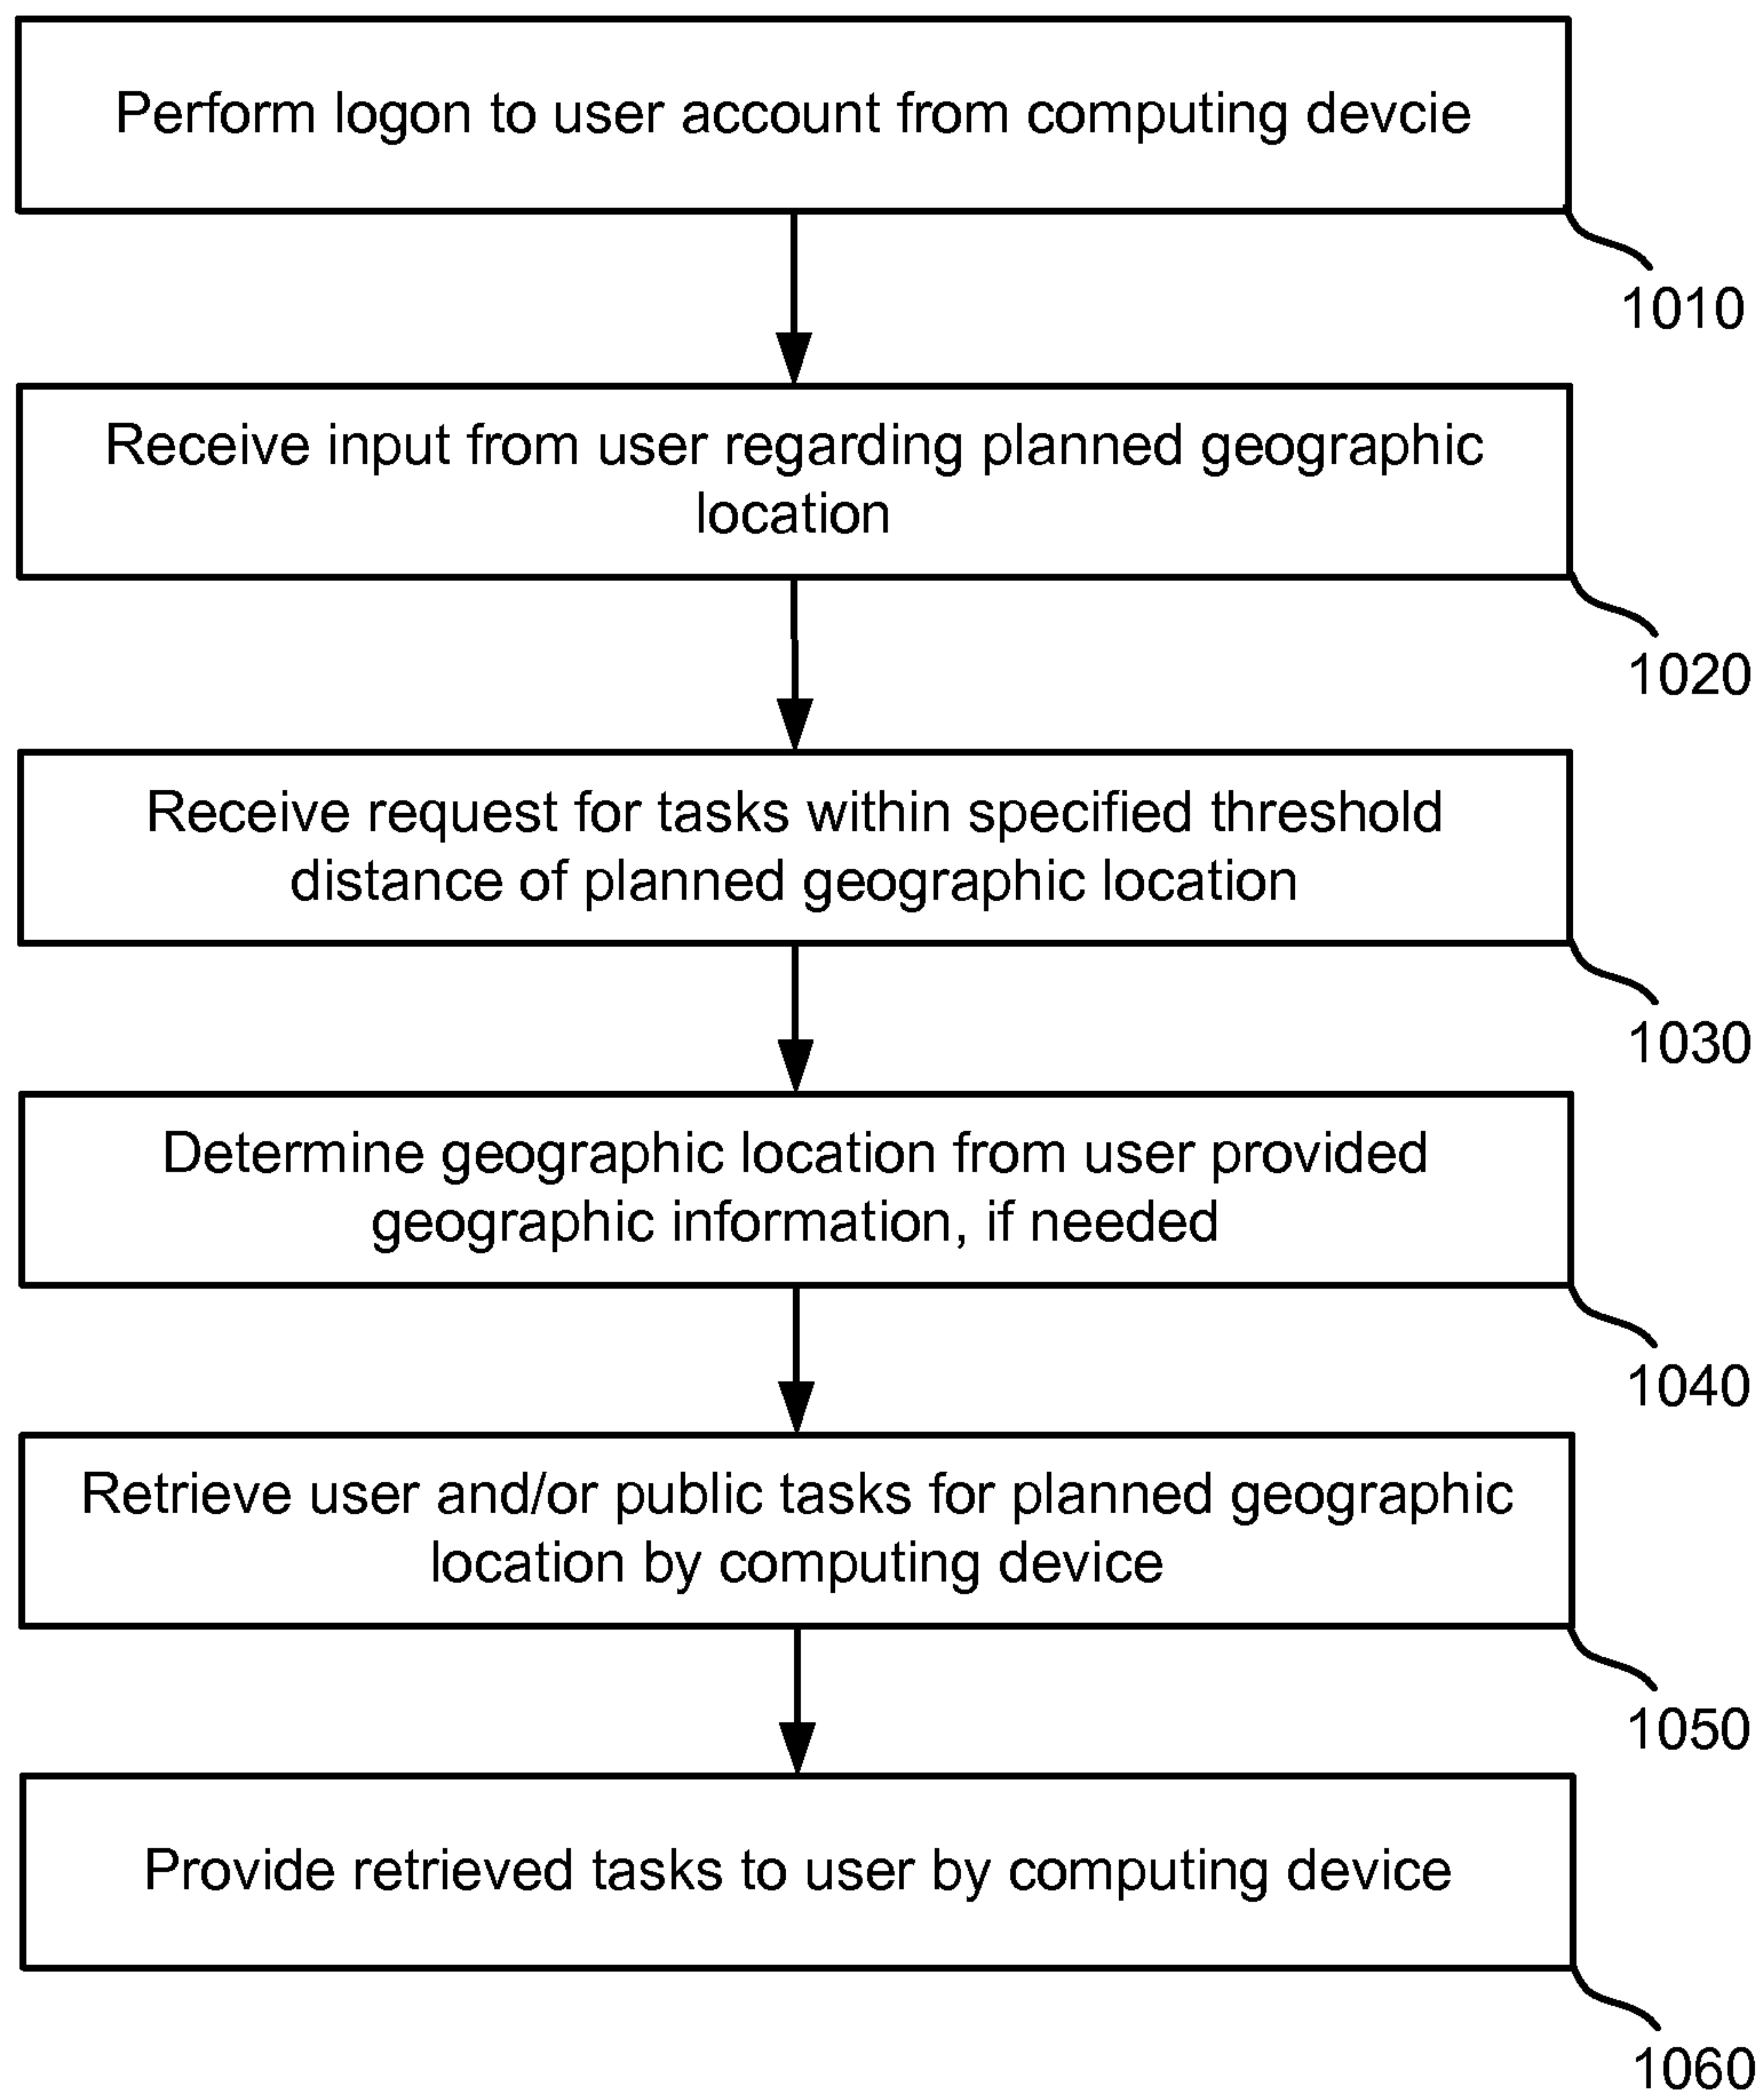 Perform logon to user account from computing devcie
1010
Receive input from user regarding planned geographic
location
1020
Receive request for tasks within specified threshold
distance of planned geographic location
1030
Determine geographic location from user provided
geographic information, if needed
1040
Retrieve user and/or public tasks for planned geographic
location by computing device
1050
Provide retrieved tasks to user by computing device
1060